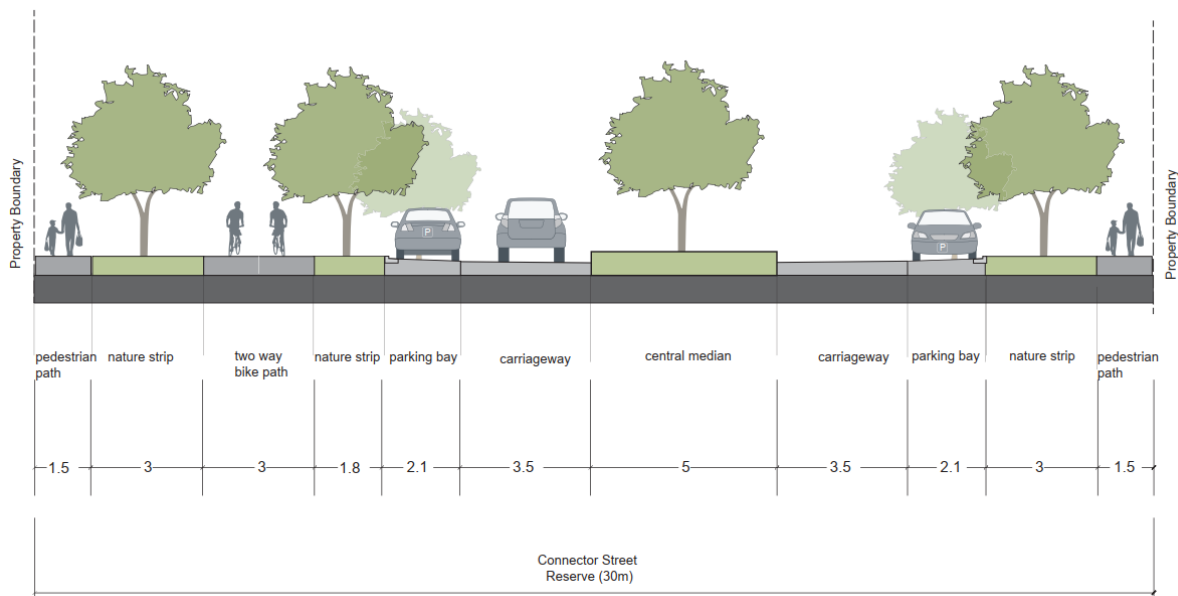 Property Boundary
Property Boundary
P
P
pedestrian
path
nature strip
two way
bike path
nature strip
parking bay
carriageway
central median
carriageway
parking bay
nature strip
pedestrian
path
1.5
3
3
1.8
2.1
3.5
5
3.5
2.1
3
1.5
Connector Street
Reserve (30m)